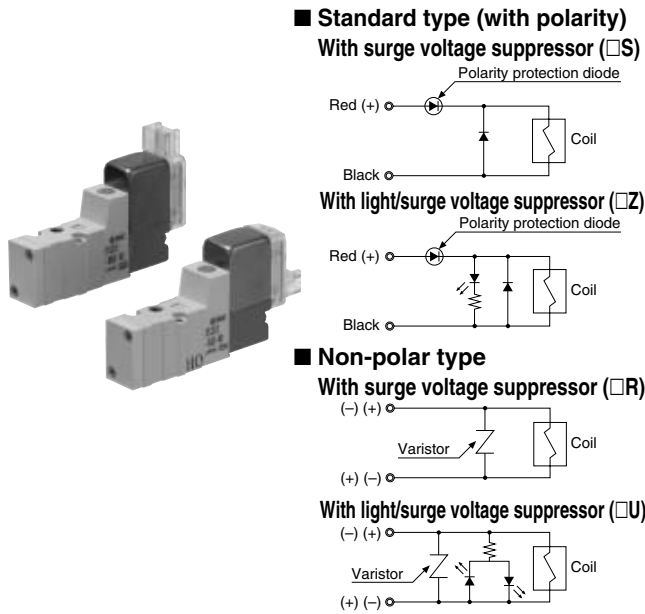 ■ Standard type (with polarity)
With surge voltage suppressor (□S)
Polarity protection diode
Red (+)
Coil
Black
With light/surge voltage suppressor (□Z)
Polarity protection diode
Red (+)
Coil
Black
■ Non-polar type
With surge voltage suppressor (□R)
(–) (+)
Varistor
Coil
(+) (–)
With light/surge voltage suppressor (□U)
(–) (+)
Varistor
Coil
(+) (–)